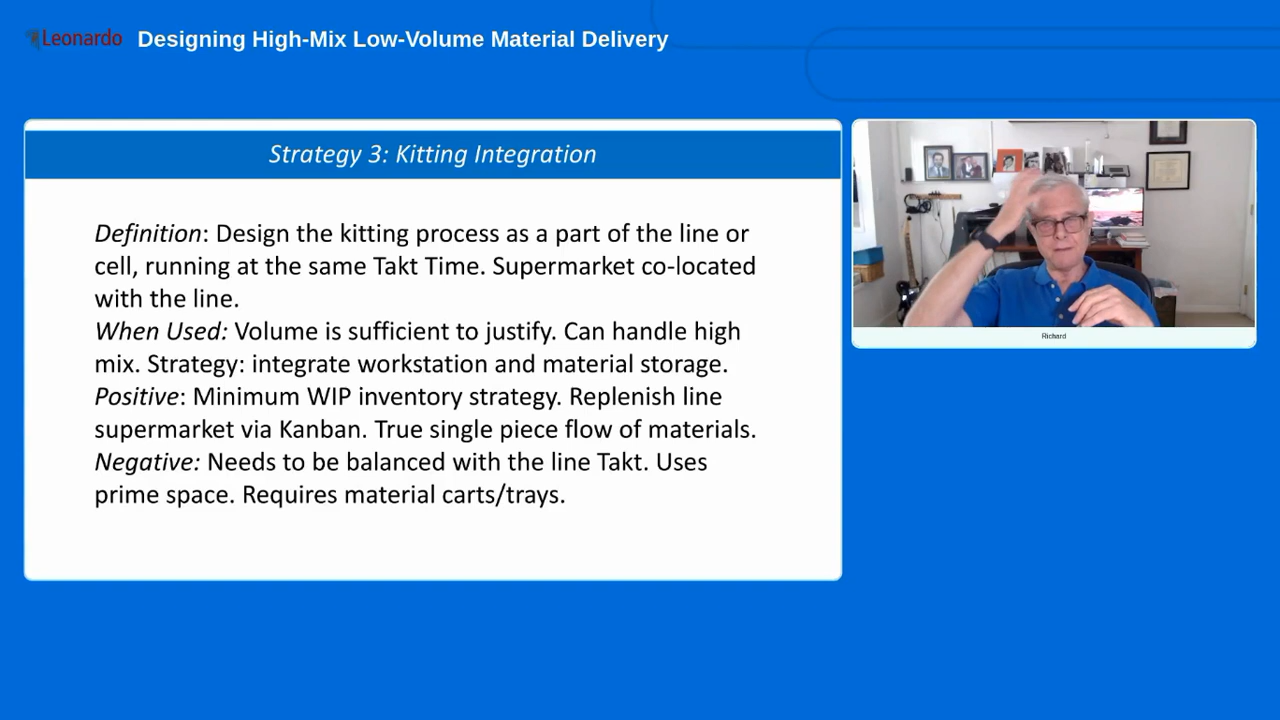 Leonardo
Designing High-Mix Low-Volume Material Delivery
Strategy 3: Kitting Integration
Definition: Design the kitting process as a part of the line or
cell, running at the same Takt Time. Supermarket co-located
with the line.
When Used: Volume is sufficient to justify. Can handle high
mix. Strategy: integrate workstation and material storage.
Positive: Minimum WIP inventory strategy. Replenish line
supermarket via Kanban. True single piece flow of materials.
Negative: Needs to be balanced with the line Takt. Uses
prime space. Requires material carts/trays.
Richard